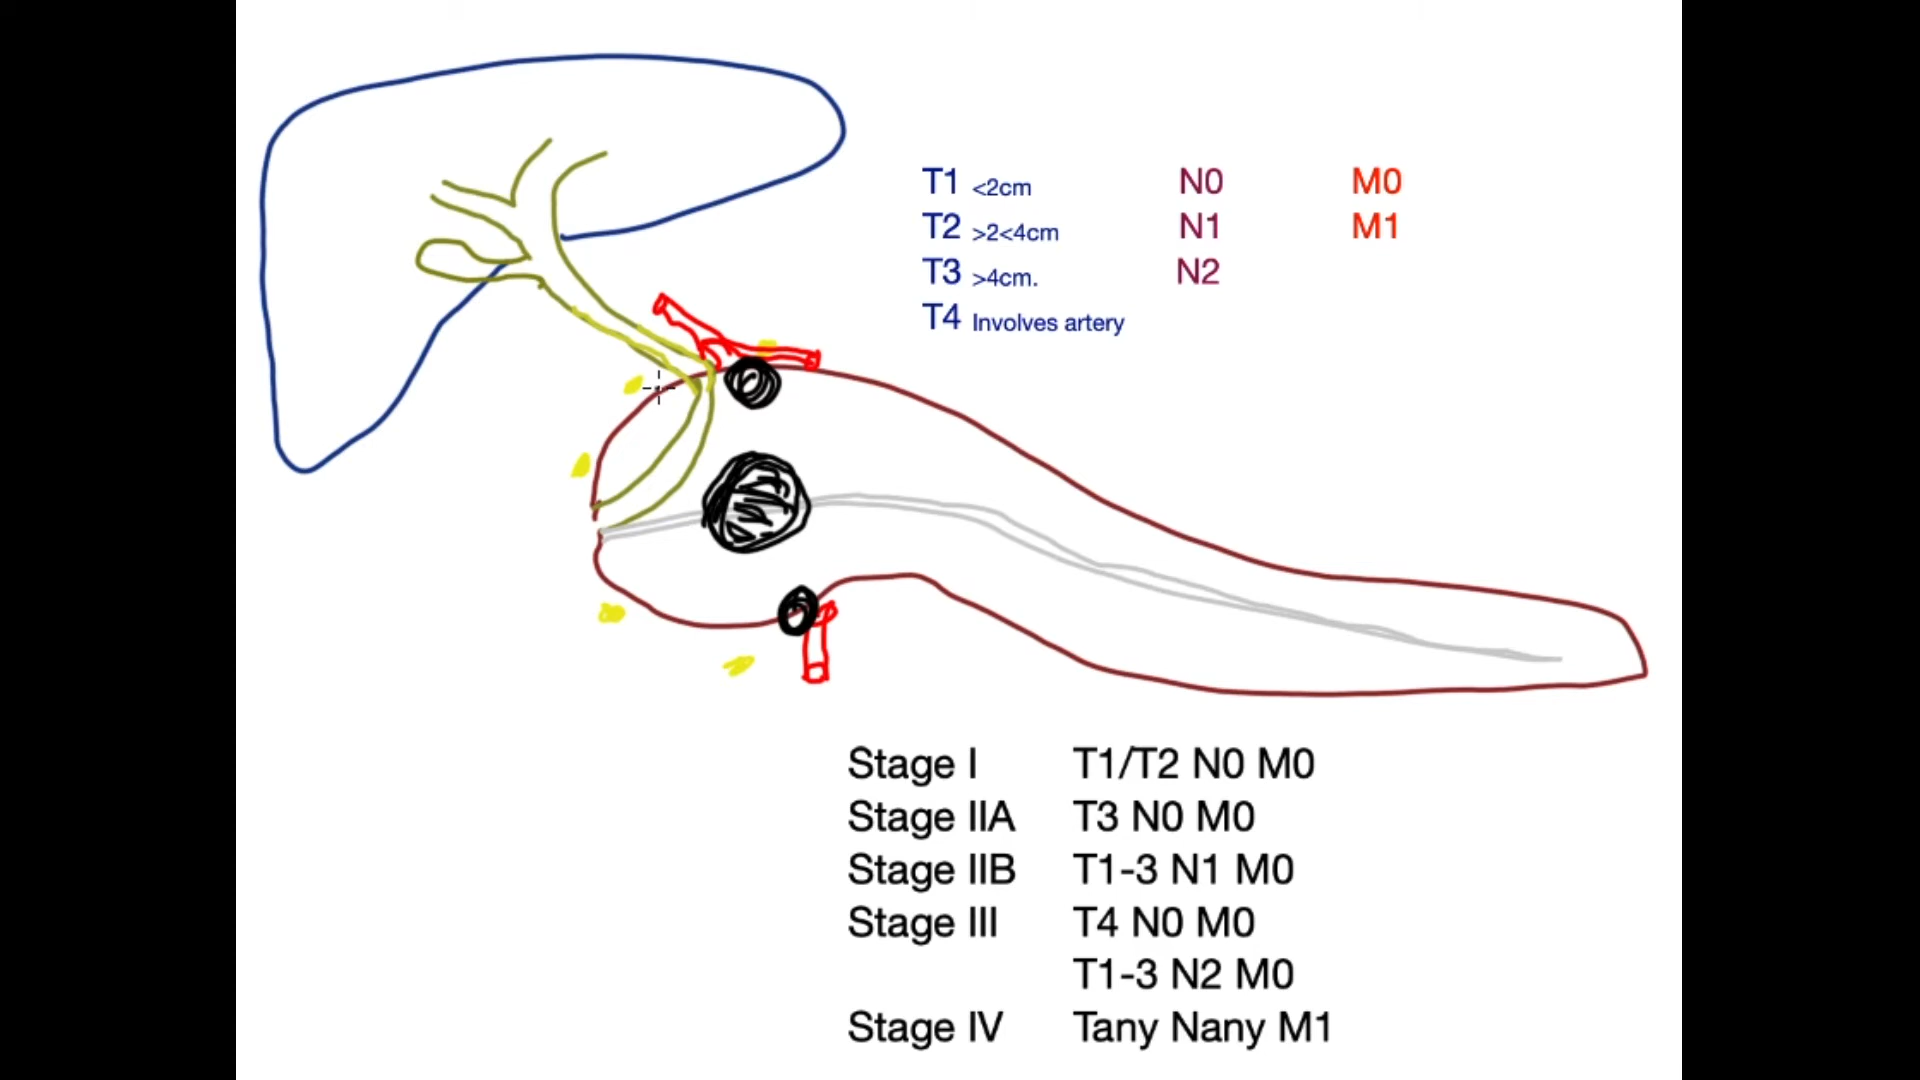 T1 <2cm N0 M0
T2 >2<4cm N1 M1
T3 >4cm. N2
T4 Involves artery
Stage I T1/T2 N0 M0
Stage IIA T3 N0 M0
Stage IIB T1-3 N1 M0
Stage III T4 N0 M0
T1-3 N2 M0
Stage IV Tany Nany M1